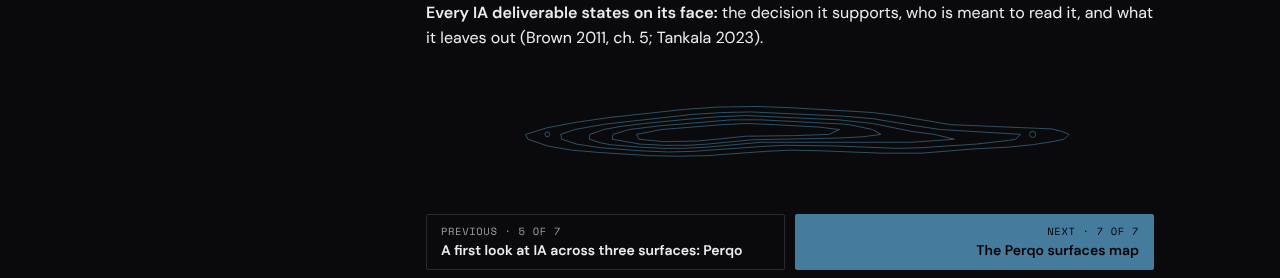 Every IA deliverable states on its face: the decision it supports, who is meant to read it, and what
it leaves out (Brown 2011, ch. 5; Tankala 2023).
PREVIOUS · 5 OF 7
A first look at IA across three surfaces: Perqo
NEXT · 7 OF 7
The Perqo surfaces map